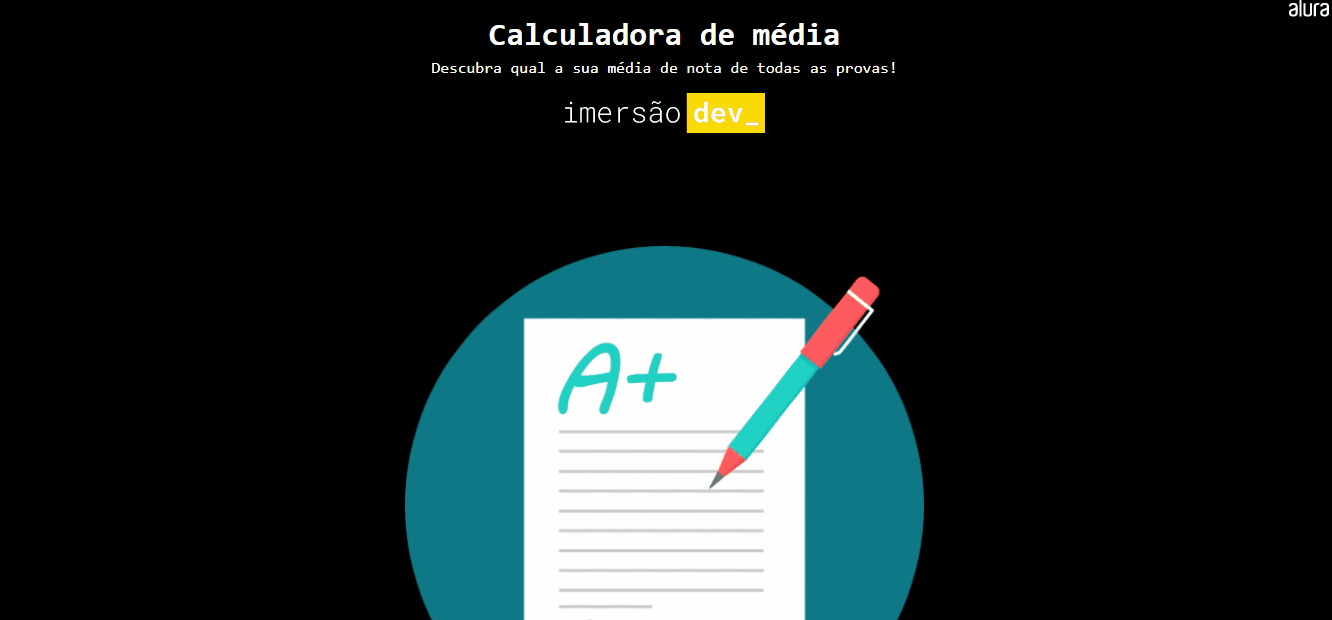 alura
Calculadora de média
Descubra qual a sua média de nota de todas as provas!
imersão dev_
A+